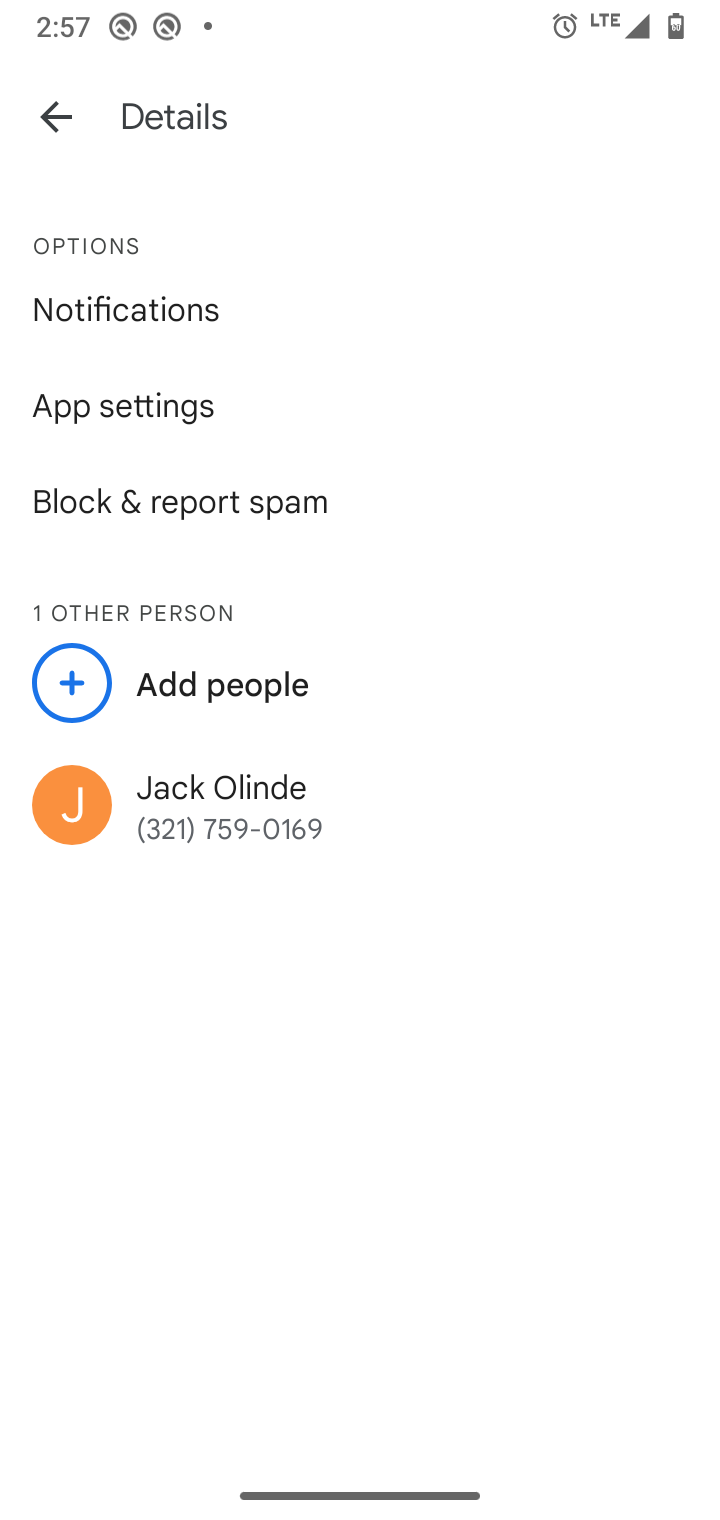 2:57 LTE
Details
OPTIONS
Notifications
App settings
Block & report spam
1 OTHER PERSON
Add people
J
Jack Olinde
(321) 759-0169